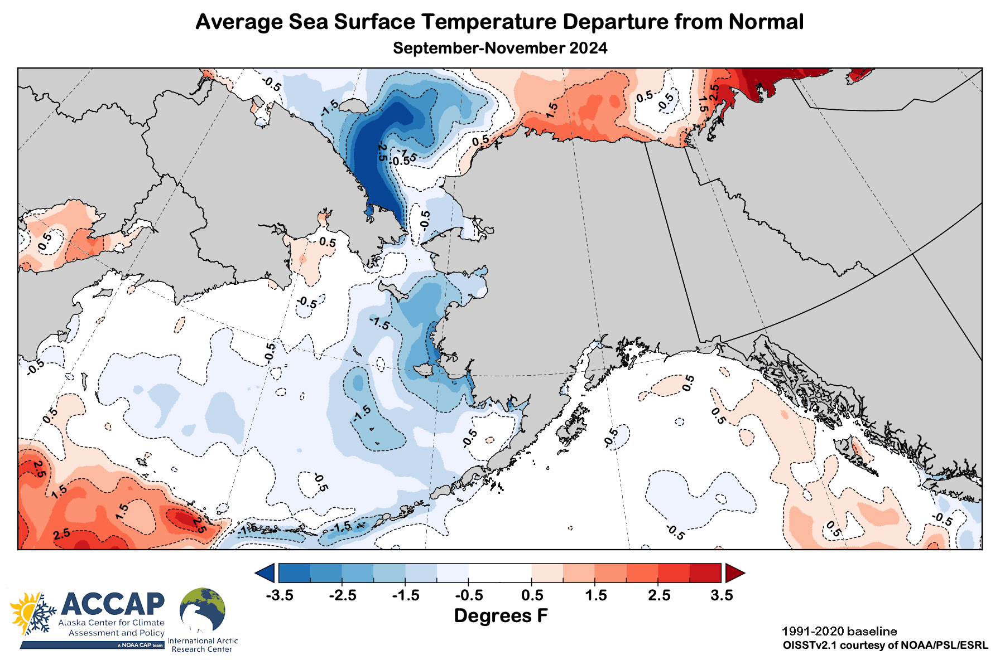 Average Sea Surface Temperature Departure from Normal
September-November 2024
-0.5
-1.5
1.5
0.5
-0.5
1.5
2.5
0.5
-2.5
-1.5
-0.5
-0.5
0.5
0.5
-0.5
-1.5
-0.5
-0.5
0.5
0.5
-1.5
0.5
-0.5
-0.5
2.5
1.5
-0.5
1.5
2.5
2.5
-1.5
-1.5
-0.5
0.5
-0.5
-3.5 -2.5 -1.5 -0.5 0.5 1.5 2.5 3.5
Degrees F
ACCAP
Alaska Center for Climate
Assessment and Policy
A NOAA CAP team
International Arctic
Research Center
1991-2020 baseline
OISSTv2.1 courtesy of NOAA/PSL/ESRL